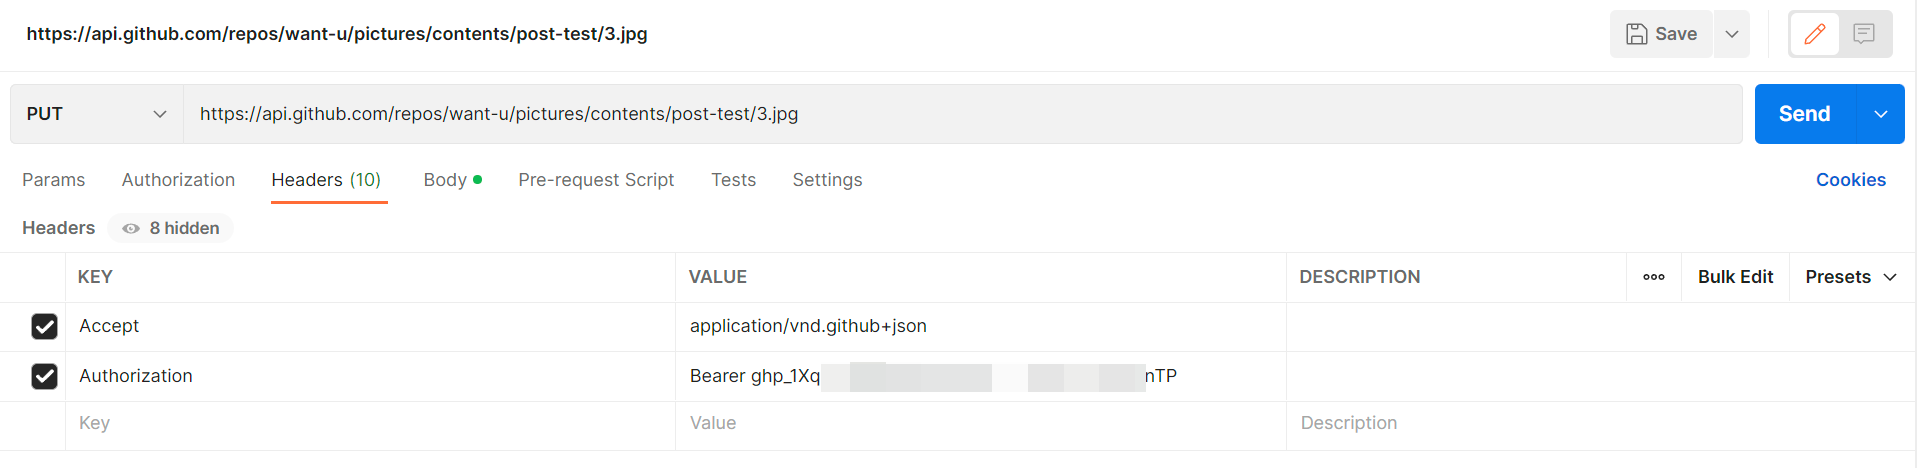 https://api.github.com/repos/want-u/pictures/contents/post-test/3.jpg Save
PUT https://api.github.com/repos/want-u/pictures/contents/post-test/3.jpg Send
Params Authorization Headers (10) Body Pre-request Script Tests Settings Cookies
Headers 8 hidden
KEY VALUE DESCRIPTION Bulk Edit Presets
Accept application/vnd.github+json
Authorization Bearer ghp_1Xq nTP
Key Value Description